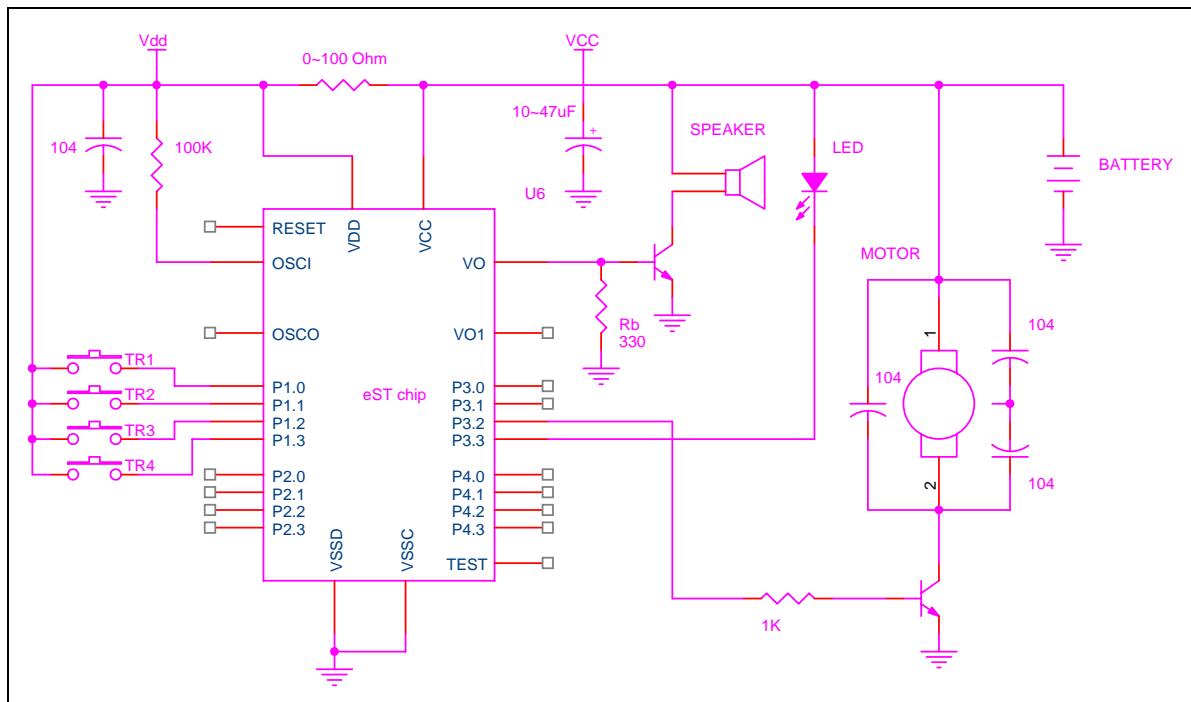 Vdd
VCC
0~100 Ohm
10~47uF
+
SPEAKER
104
100K
LED
BATTERY
U6
RESET
VDD
VCC
OSCI
VO
MOTOR
Rb
330
OSCO
VO1
1
104
TR1
TR2
TR3
TR4
P1.0
P1.1
P1.2
P1.3
eST chip
P3.0
P3.1
P3.2
P3.3
104
P2.0
P2.1
P2.2
P2.3
P4.0
P4.1
P4.2
P4.3
2
104
VSSD
VSSC
TEST
1K